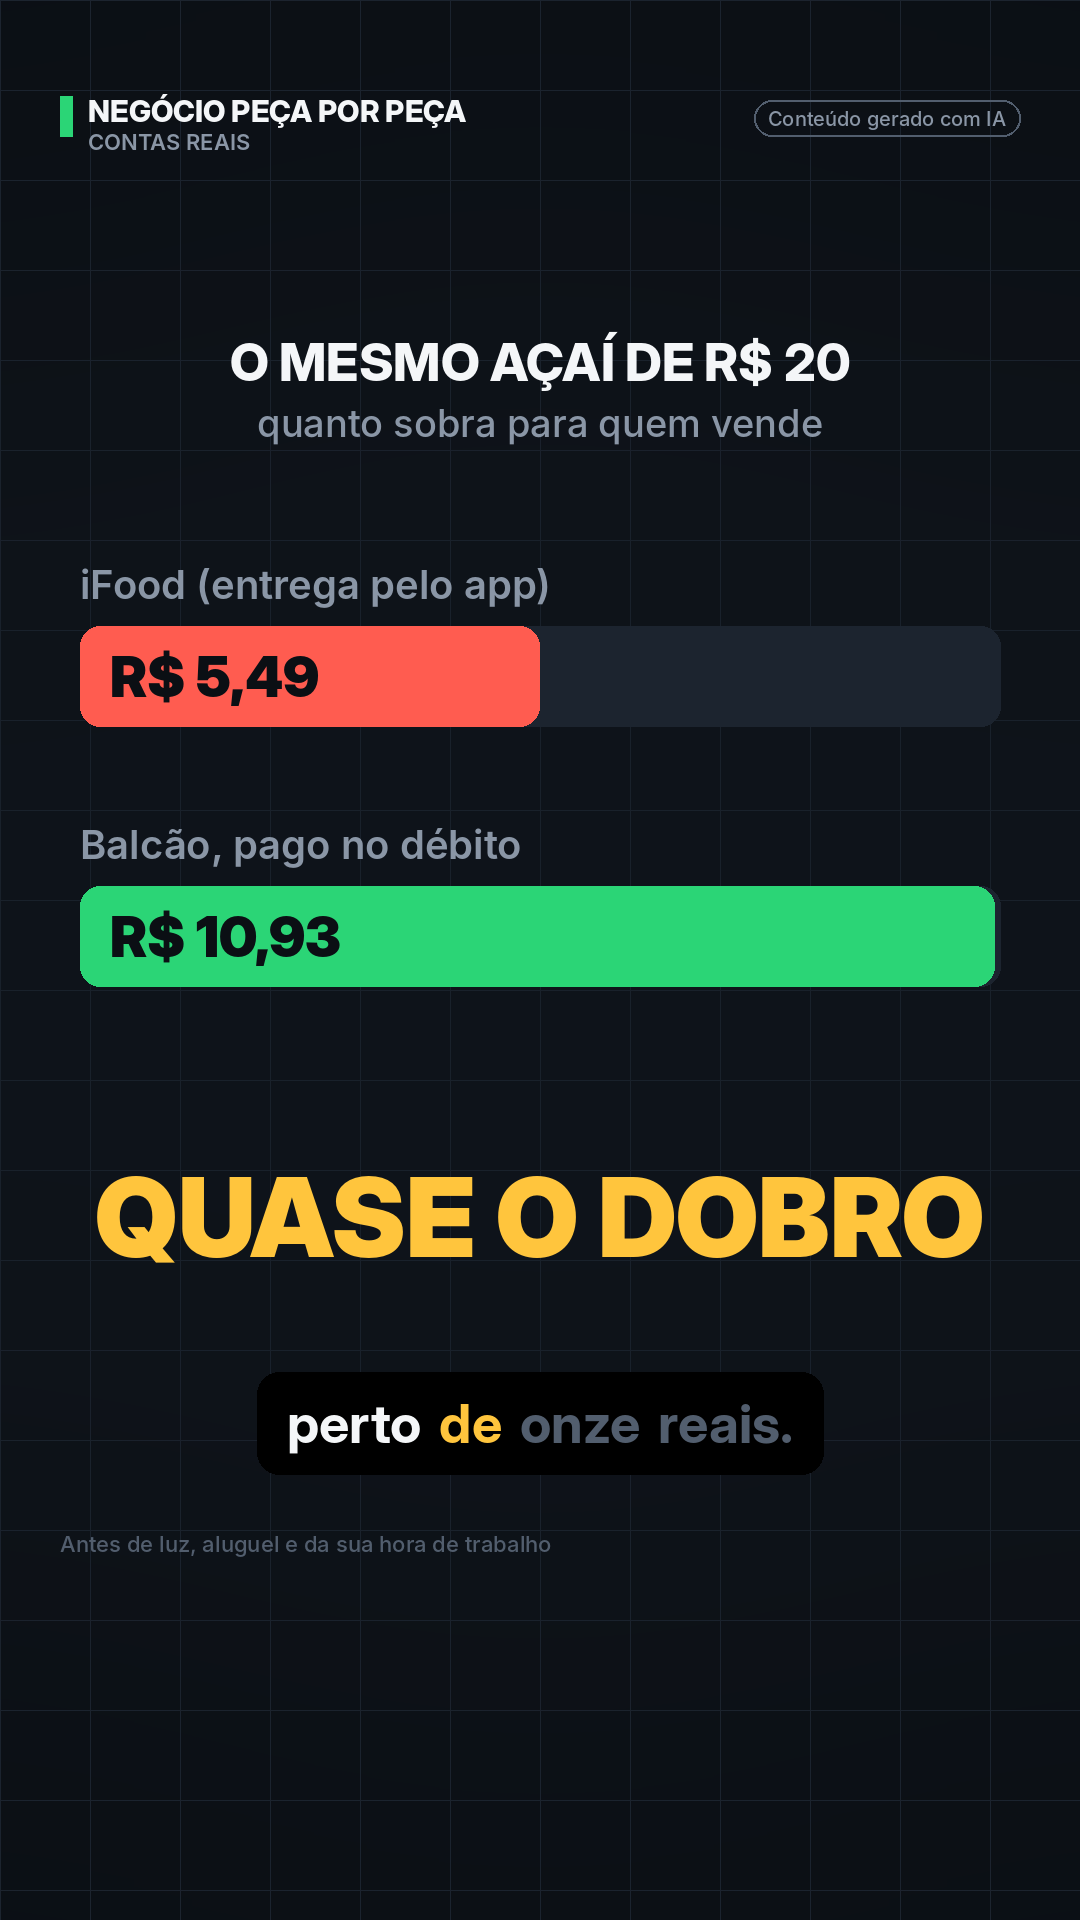 NEGÓCIO PEÇA POR PEÇA
CONTAS REAIS
Conteúdo gerado com IA
O MESMO AÇAÍ DE R$ 20
quanto sobra para quem vende
iFood (entrega pelo app)
R$ 5,49
Balcão, pago no débito
R$ 10,93
QUASE O DOBRO
perto de onze reais.
Antes de luz, aluguel e da sua hora de trabalho